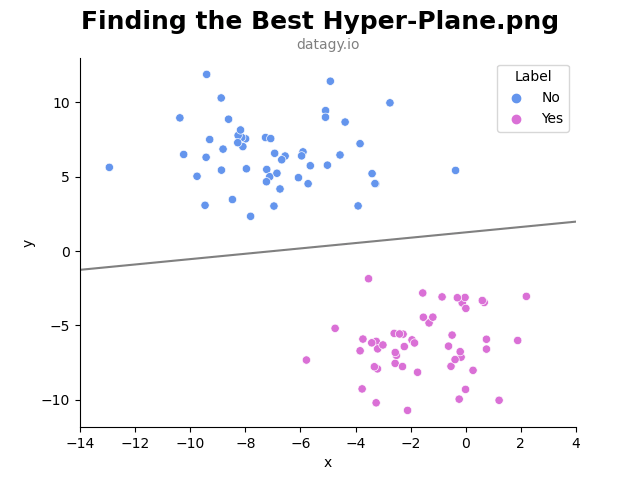 Finding the Best Hyper-Plane.png
datagy.io
Label
No
Yes
10
5
0
−5
−10
y
−14 −12 −10 −8 −6 −4 −2 0 2 4
x